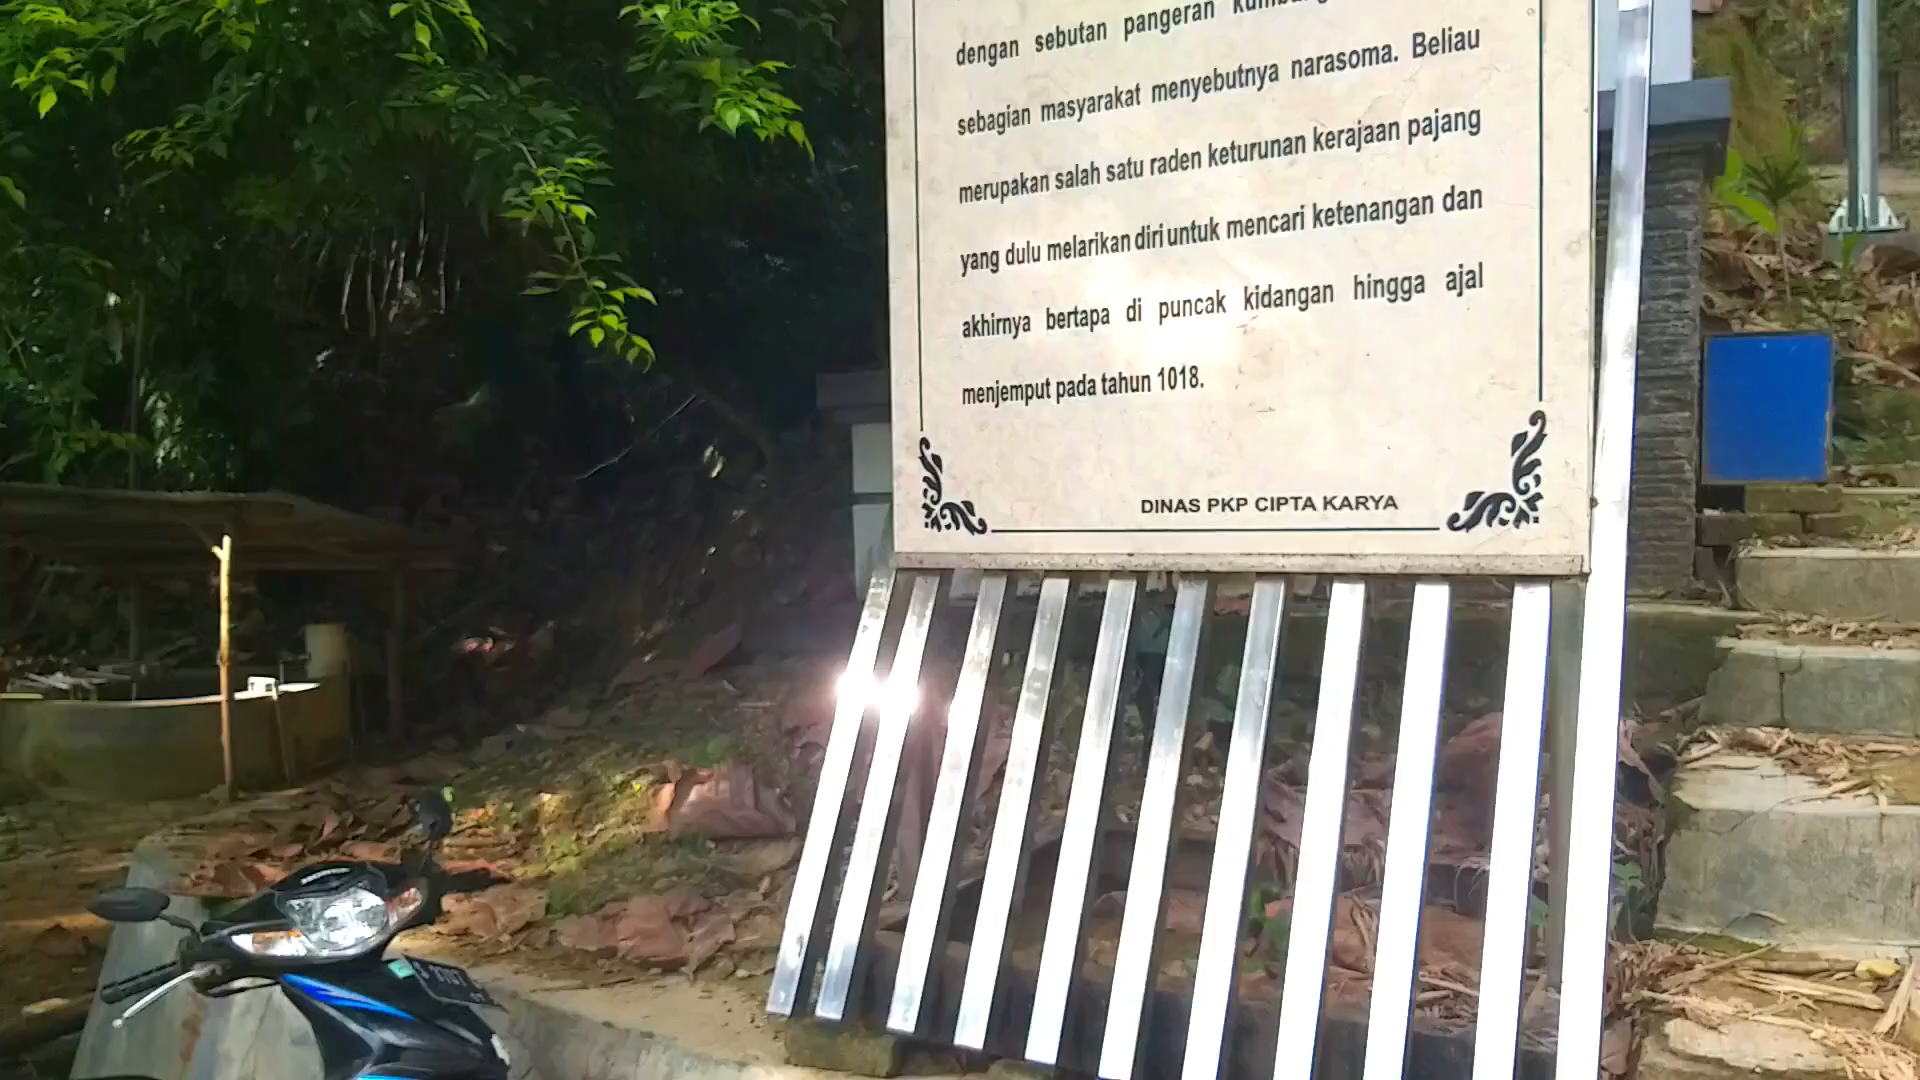 dengan sebutan pangeran
sebagian masyarakat menyebutnya narasoma. Beliau
merupakan salah satu raden keturunan kerajaan pajang
yang dulu melarikan diri untuk mencari ketenangan dan
akhirnya bertapa di puncak kidangan hingga ajal
menjemput pada tahun 1018.
DINAS PKP CIPTA KARYA